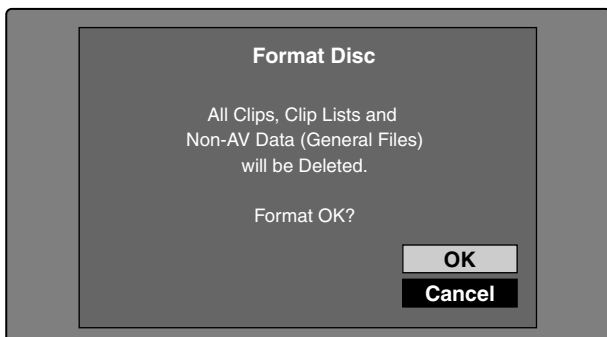 Format Disc
All Clips, Clip Lists and
Non-AV Data (General Files)
will be Deleted.
Format OK?
OK
Cancel